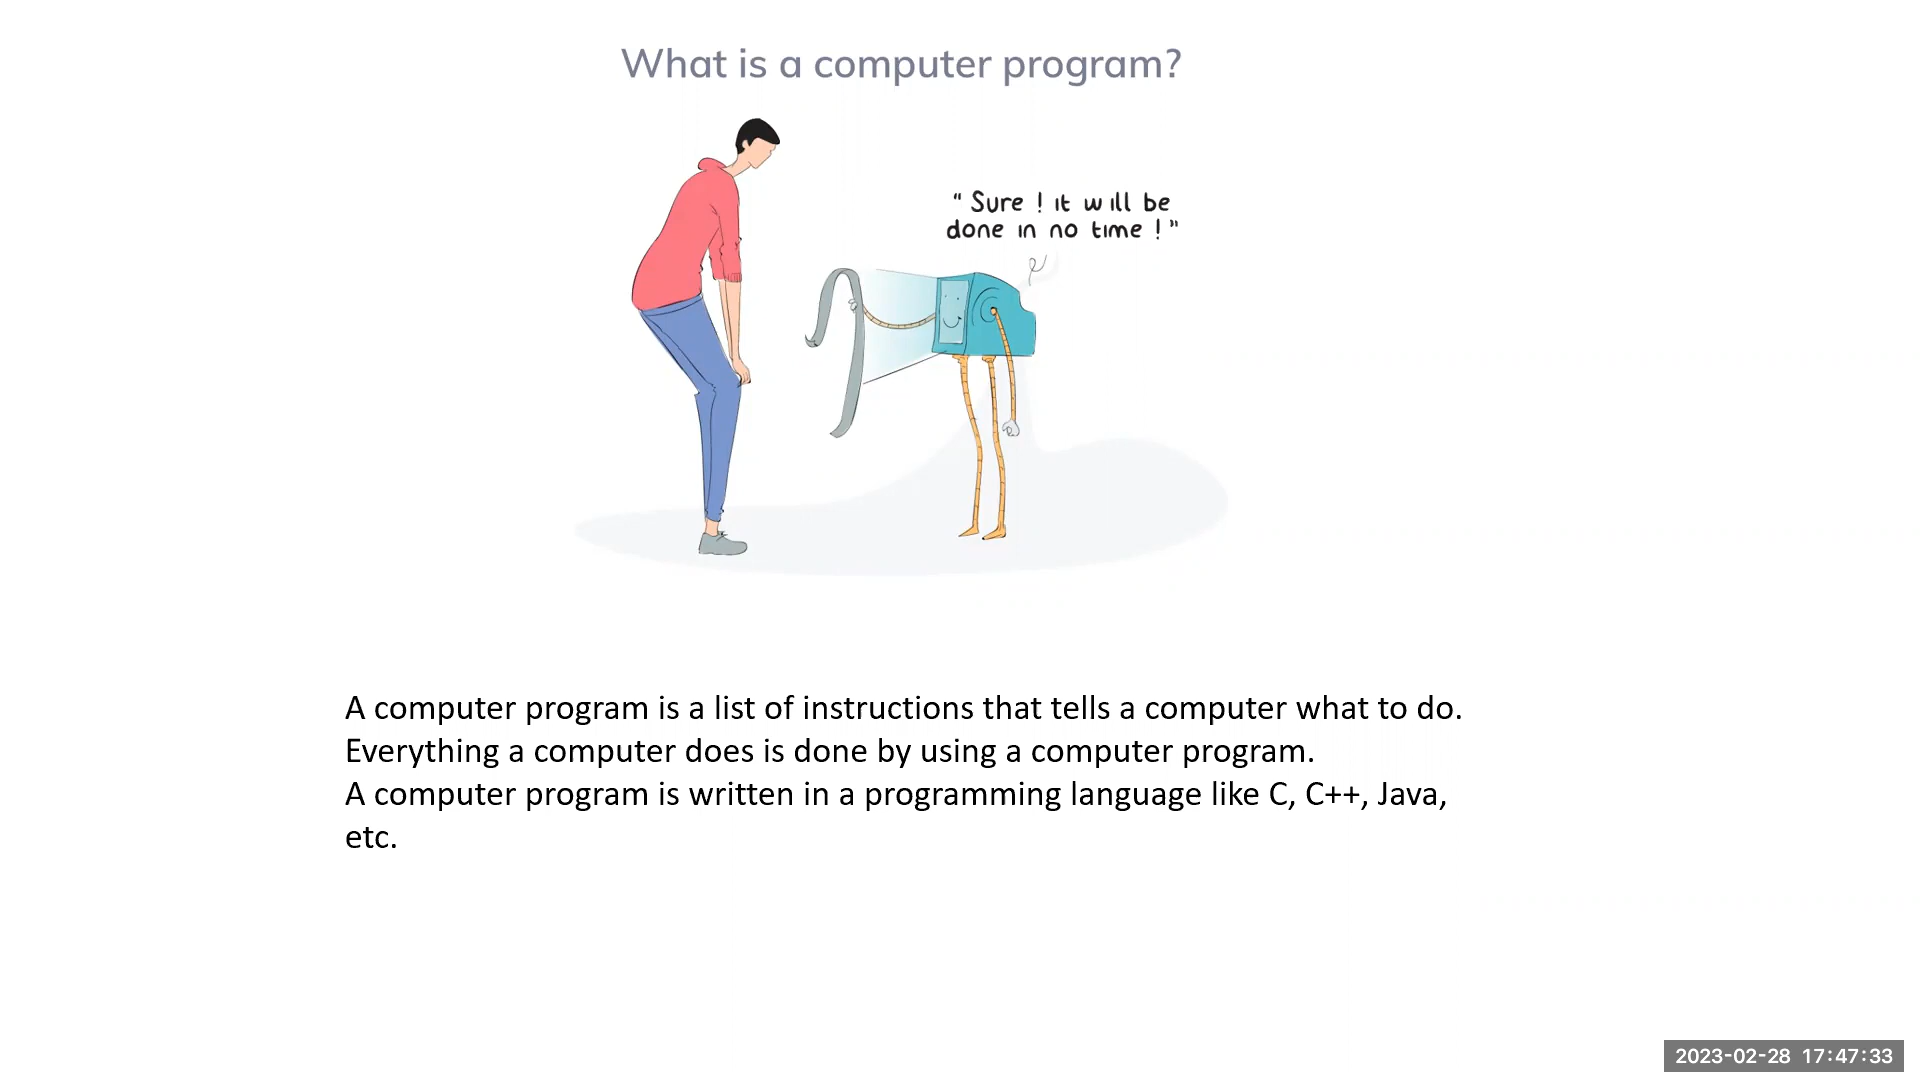 What is a computer program?
“ Sure ! it will be
done in no time ! ”
A computer program is a list of instructions that tells a computer what to do.
Everything a computer does is done by using a computer program.
A computer program is written in a programming language like C, C++, Java,
etc.
2023-02-28 17:47:33